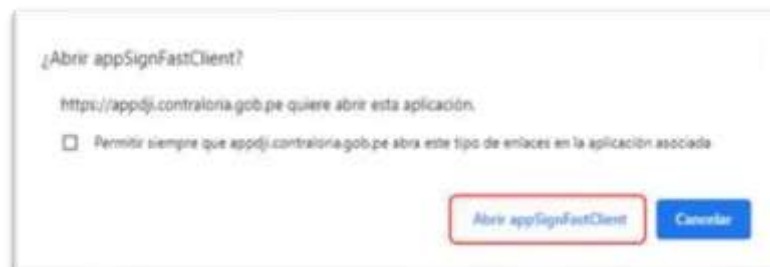 ¿Abrir appSignFastClient?
https://appdji.contraloria.gob.pe quiere abrir esta aplicación.
Permitir siempre que appdji.contraloria.gob.pe abra este tipo de enlaces en la aplicación asociada
Abrir appSignFastClient Cancelar